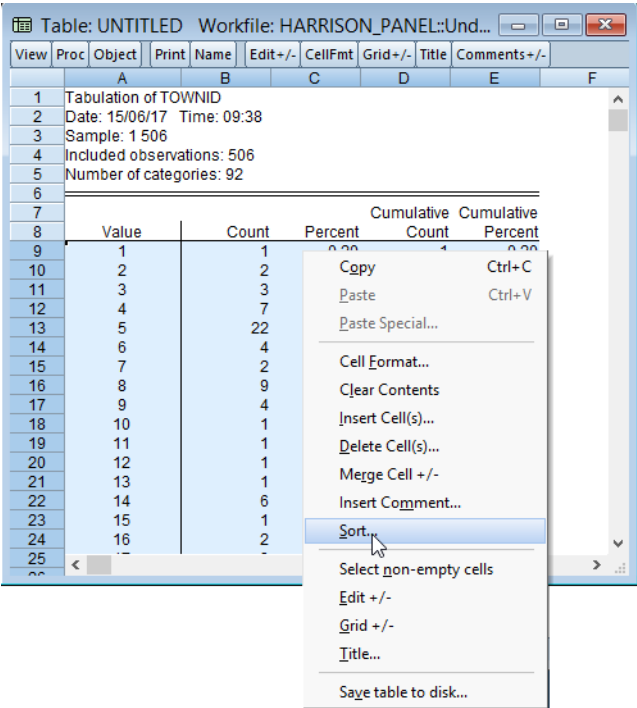 Table: UNTITLED Workfile: HARRISON_PANEL::Und...
View Proc Object Print Name Edit+/- CellFmt Grid+/- Title Comments+/-
A B C D E F
1 Tabulation of TOWNID
2 Date: 15/06/17 Time: 09:38
3 Sample: 1 506
4 Included observations: 506
5 Number of categories: 92
6
7 Cumulative Cumulative
8 Value Count Percent Count Percent
9 1 1 0.20 1 0.20
10 2 2
11 3 3
12 4 7
13 5 22
14 6 4
15 7 2
16 8 9
17 9 4
18 10 1
19 11 1
20 12 1
21 13 1
22 14 6
23 15 1
24 16 2
25
Copy Ctrl+C
Paste Ctrl+V
Paste Special...
Cell Format...
Clear Contents
Insert Cell(s)...
Delete Cell(s)...
Merge Cell +/-
Insert Comment...
Sort...
Select non-empty cells
Edit +/-
Grid +/-
Title...
Save table to disk...